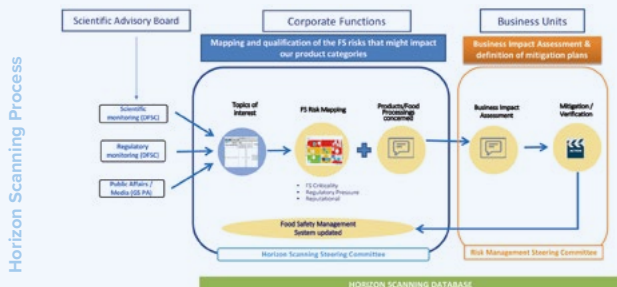 Horizon Scanning Process
Scientific Advisory Board
Corporate Functions
Business Units
Mapping and qualification of the FS risks that might impact
our product categories
Business Impact Assessment &
definition of mitigation plans
Scientific
monitoring (DFSC)
Regulatory
monitoring (DFSC)
Public Affairs /
Media (GS PA)
Topics of
interest
FS Risk Mapping
Products/Food
Processings
concerned
Business Impact
Assessment
Mitigation /
Verification
• FS Criticality
• Regulatory Pressure
• Reputational
Food Safety Management
System updated
Horizon Scanning Steering Committee
Risk Management Steering Committee
HORIZON SCANNING DATABASE